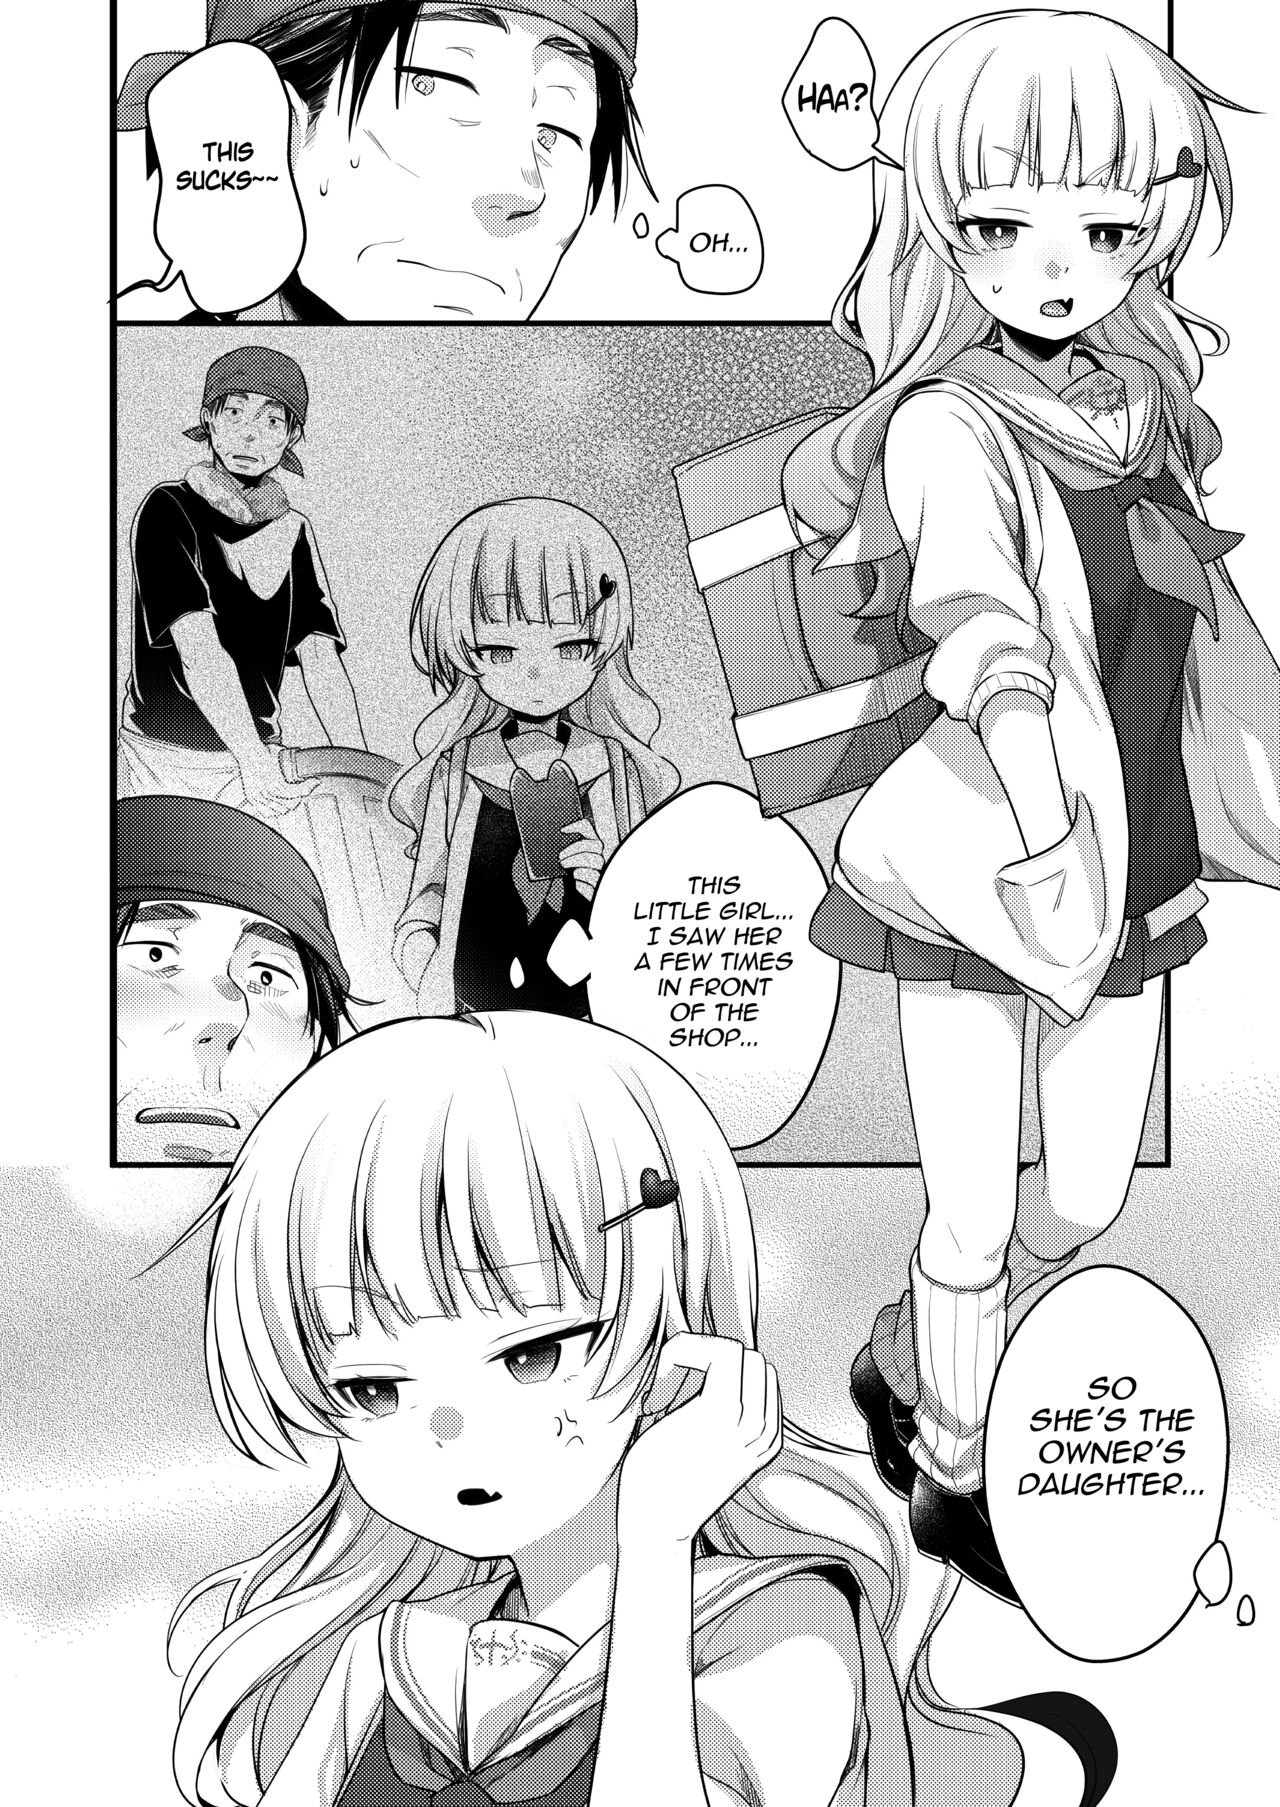 HAA?
THIS
SUCKS~~
OH...
THIS
LITTLE GIRL...
I SAW HER
A FEW TIMES
IN FRONT
OF THE
SHOP...
SO
SHE'S THE
OWNER'S
DAUGHTER...